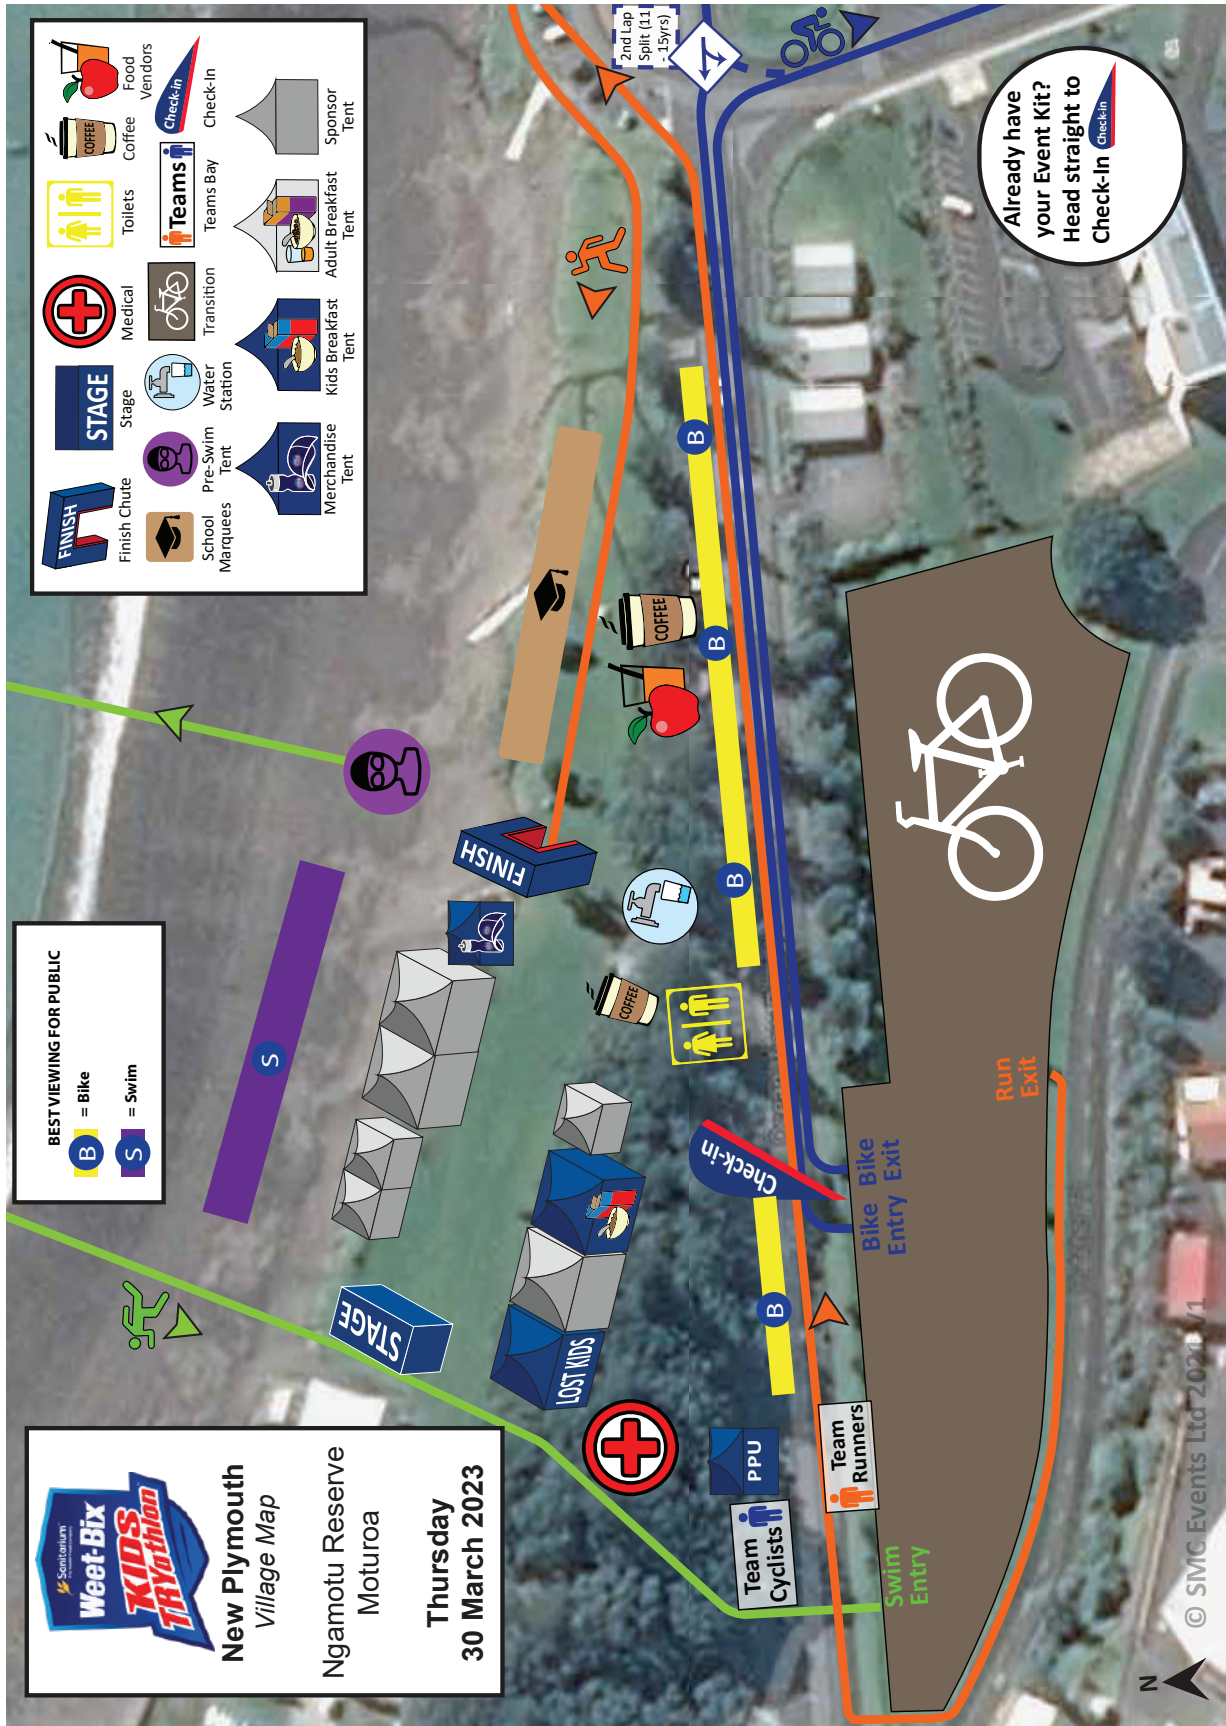 Sanitarium
Weet-Bix
KIDS
TRYathlon
New Plymouth
Village Map
Ngamotu Reserve
Moturoa
Thursday
30 March 2023
BEST VIEWING FOR PUBLIC
B = Bike
S = Swim
FINISH
Finish Chute
STAGE
Stage
Medical
Toilets
COFFEE
Coffee
Food
Vendors
School
Marquees
Pre-Swim
Tent
Water
Station
Transition
Teams
Teams Bay
Check-in
Check-In
Merchandise
Tent
Kids Breakfast
Tent
Adult Breakfast
Tent
Sponsor
Tent
2nd Lap
Split (11
- 15yrs)
S
STAGE
FINISH
LOST KIDS
COFFEE
COFFEE
B
B
B
B
PPU
Check-in
Team
Cyclists
Team
Runners
Swim
Entry
Bike
Entry
Bike
Exit
Run
Exit
Already have
your Event Kit?
Head straight to
Check-In Check-in
N
© SMC Events Ltd 2021 V1